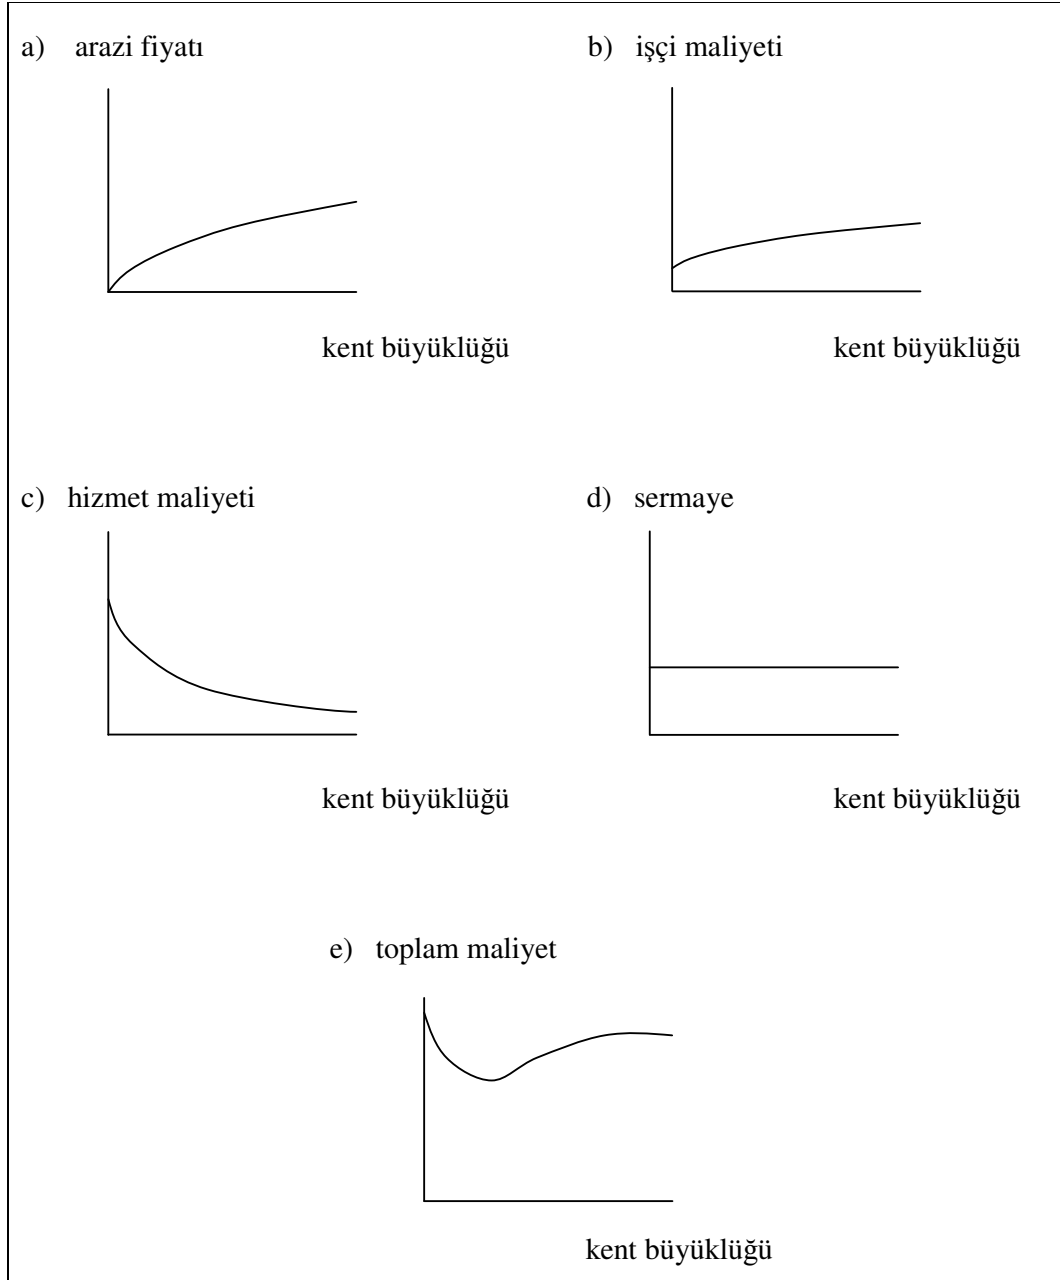 a) arazi fiyatı
b) işçi maliyeti
kent büyüklüğü
kent büyüklüğü
c) hizmet maliyeti
d) sermaye
kent büyüklüğü
kent büyüklüğü
e) toplam maliyet
kent büyüklüğü